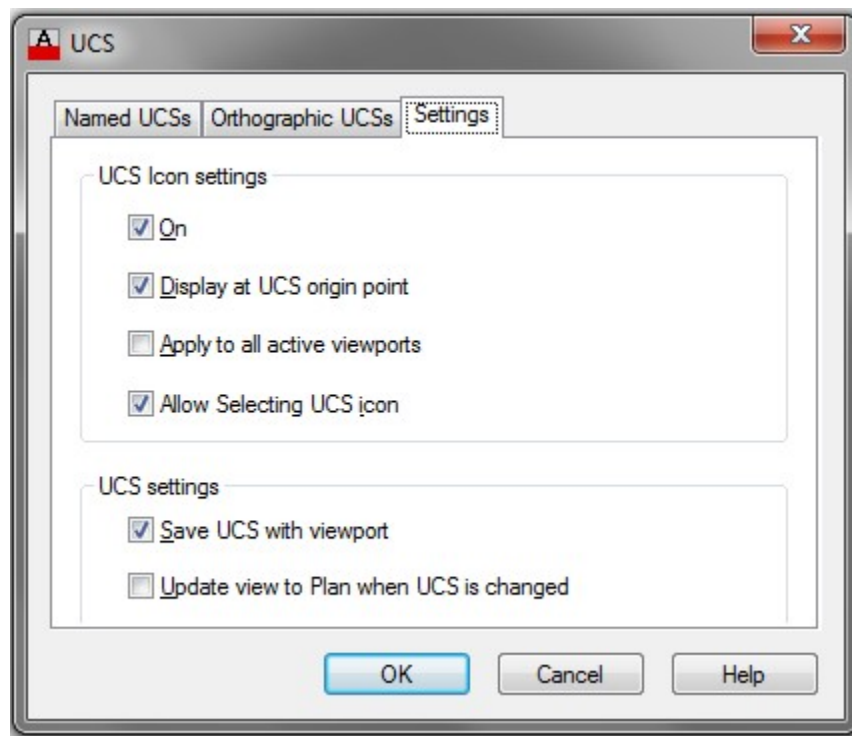 A UCS
Named UCSs Orthographic UCSs Settings
UCS Icon settings
On
Display at UCS origin point
Apply to all active viewports
Allow Selecting UCS icon
UCS settings
Save UCS with viewport
Update view to Plan when UCS is changed
OK Cancel Help